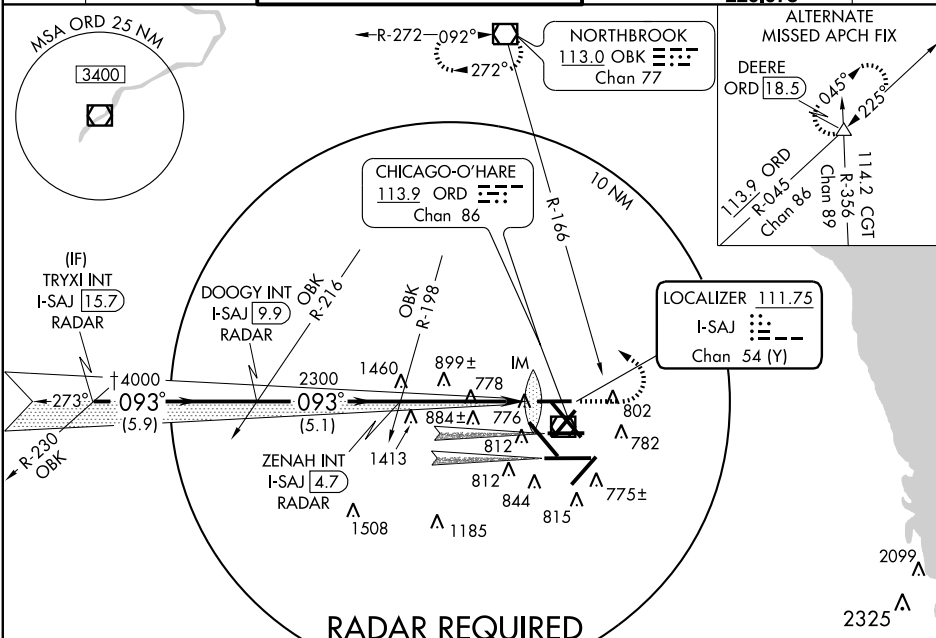 MSA ORD 25 NM
3400
R-272
092°
272°
NORTHBROOK
113.0 OBK
Chan 77
ALTERNATE
MISSED APCH FIX
DEERE
ORD 18.5
045°
225°
113.9 ORD
R-045
Chan 86
114.2 CGT
R-356
Chan 89
CHICAGO-O'HARE
113.9 ORD
Chan 86
10 NM
R-166
(IF)
TRYXI INT
I-SAJ 15.7
RADAR
DOOGY INT
I-SAJ 9.9
RADAR
OBK
R-216
OBK
R-198
LOCALIZER 111.75
I-SAJ
Chan 54 (Y)
1460
899±
778
IM
†4000
2300
273°
093°
093°
(5.9)
(5.1)
884±
776
802
R-230
OBK
1413
812
782
ZENAH INT
I-SAJ 4.7
RADAR
812
844
815
775±
1508
1185
2099
2325
RADAR REQUIRED